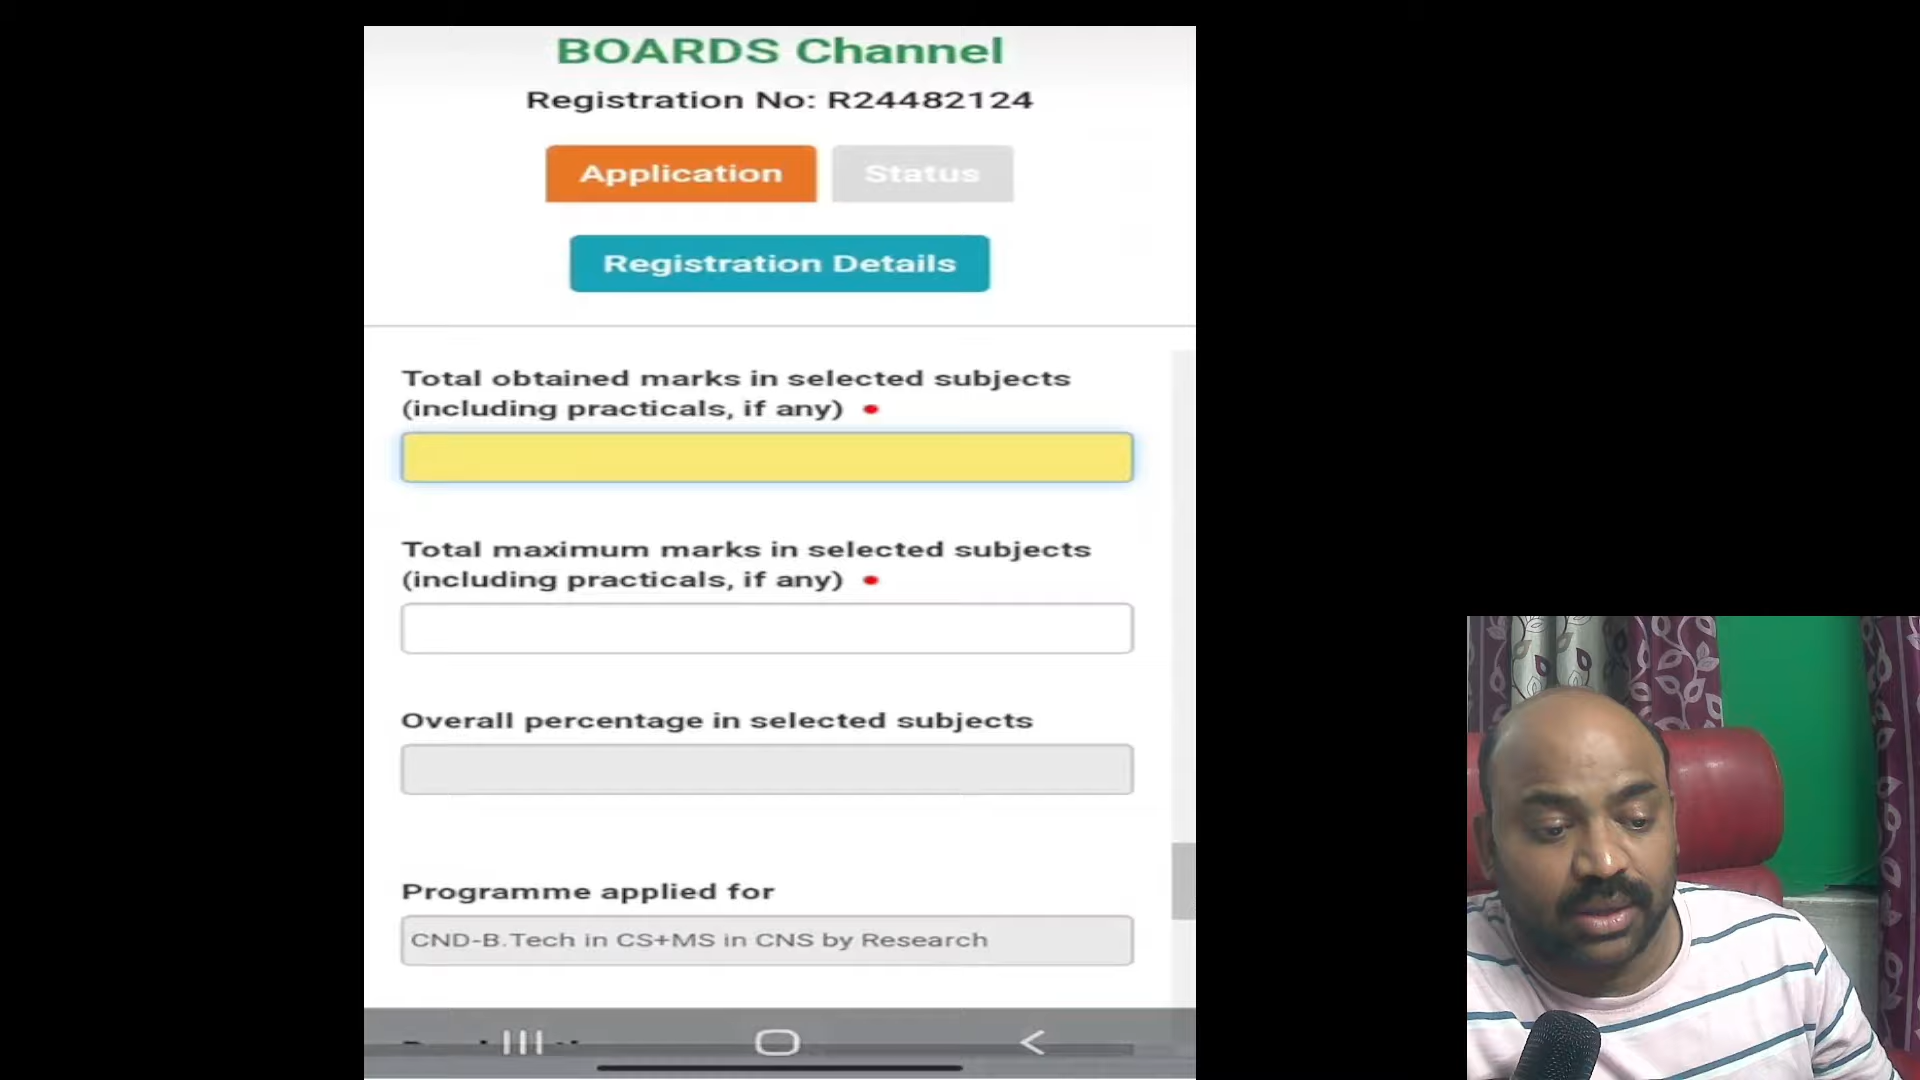 BOARDS Channel
Registration No: R24482124
Application Status
Registration Details
Total obtained marks in selected subjects
(including practicals, if any)
Total maximum marks in selected subjects
(including practicals, if any)
Overall percentage in selected subjects
Programme applied for
CND-B.Tech in CS+MS in CNS by Research